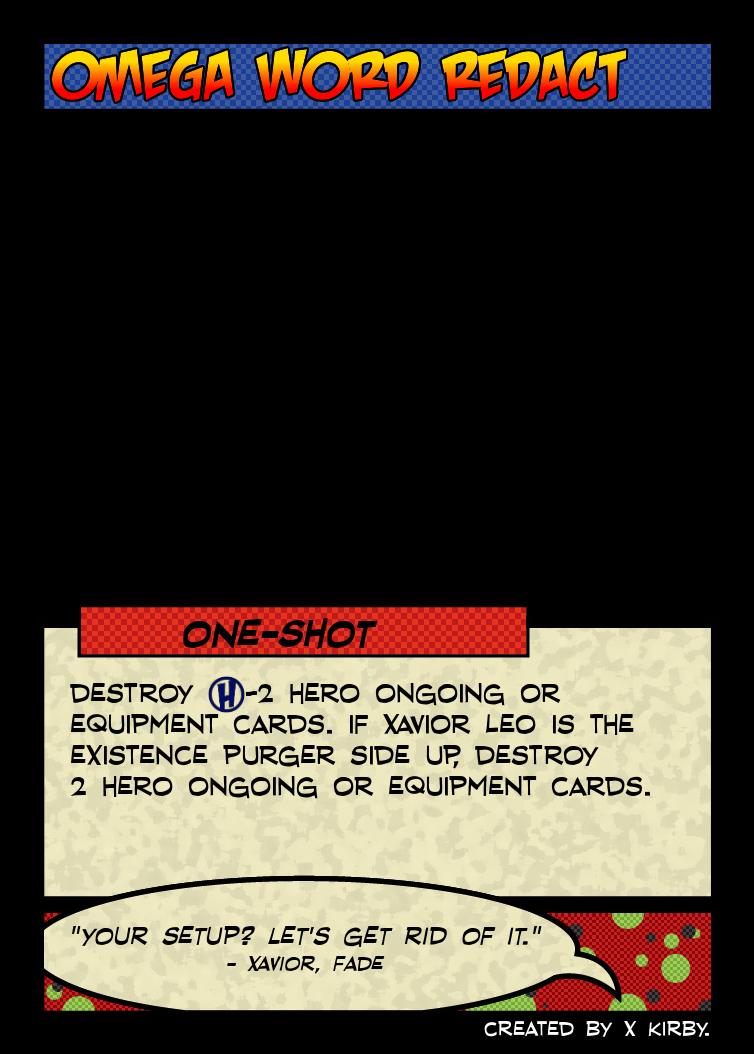 OMEGA WORD REDACT
ONE-SHOT
DESTROY H-2 HERO ONGOING OR
EQUIPMENT CARDS. IF XAVIOR LEO IS THE
EXISTENCE PURGER SIDE UP, DESTROY
2 HERO ONGOING OR EQUIPMENT CARDS.
"YOUR SETUP? LET'S GET RID OF IT."
- XAVIOR, FADE
CREATED BY X KIRBY.